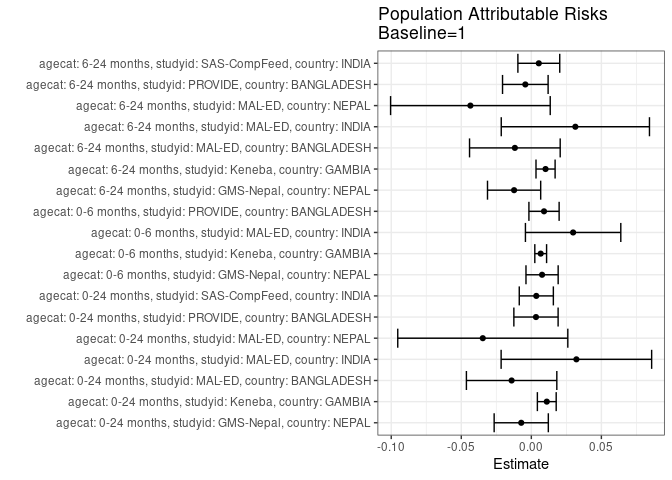 Population Attributable Risks
Baseline=1
agecat: 6-24 months, studyid: SAS-CompFeed, country: INDIA
agecat: 6-24 months, studyid: PROVIDE, country: BANGLADESH
agecat: 6-24 months, studyid: MAL-ED, country: NEPAL
agecat: 6-24 months, studyid: MAL-ED, country: INDIA
agecat: 6-24 months, studyid: MAL-ED, country: BANGLADESH
agecat: 6-24 months, studyid: Keneba, country: GAMBIA
agecat: 6-24 months, studyid: GMS-Nepal, country: NEPAL
agecat: 0-6 months, studyid: PROVIDE, country: BANGLADESH
agecat: 0-6 months, studyid: MAL-ED, country: INDIA
agecat: 0-6 months, studyid: Keneba, country: GAMBIA
agecat: 0-6 months, studyid: GMS-Nepal, country: NEPAL
agecat: 0-24 months, studyid: SAS-CompFeed, country: INDIA
agecat: 0-24 months, studyid: PROVIDE, country: BANGLADESH
agecat: 0-24 months, studyid: MAL-ED, country: NEPAL
agecat: 0-24 months, studyid: MAL-ED, country: INDIA
agecat: 0-24 months, studyid: MAL-ED, country: BANGLADESH
agecat: 0-24 months, studyid: Keneba, country: GAMBIA
agecat: 0-24 months, studyid: GMS-Nepal, country: NEPAL
-0.10 -0.05 0.00 0.05
Estimate